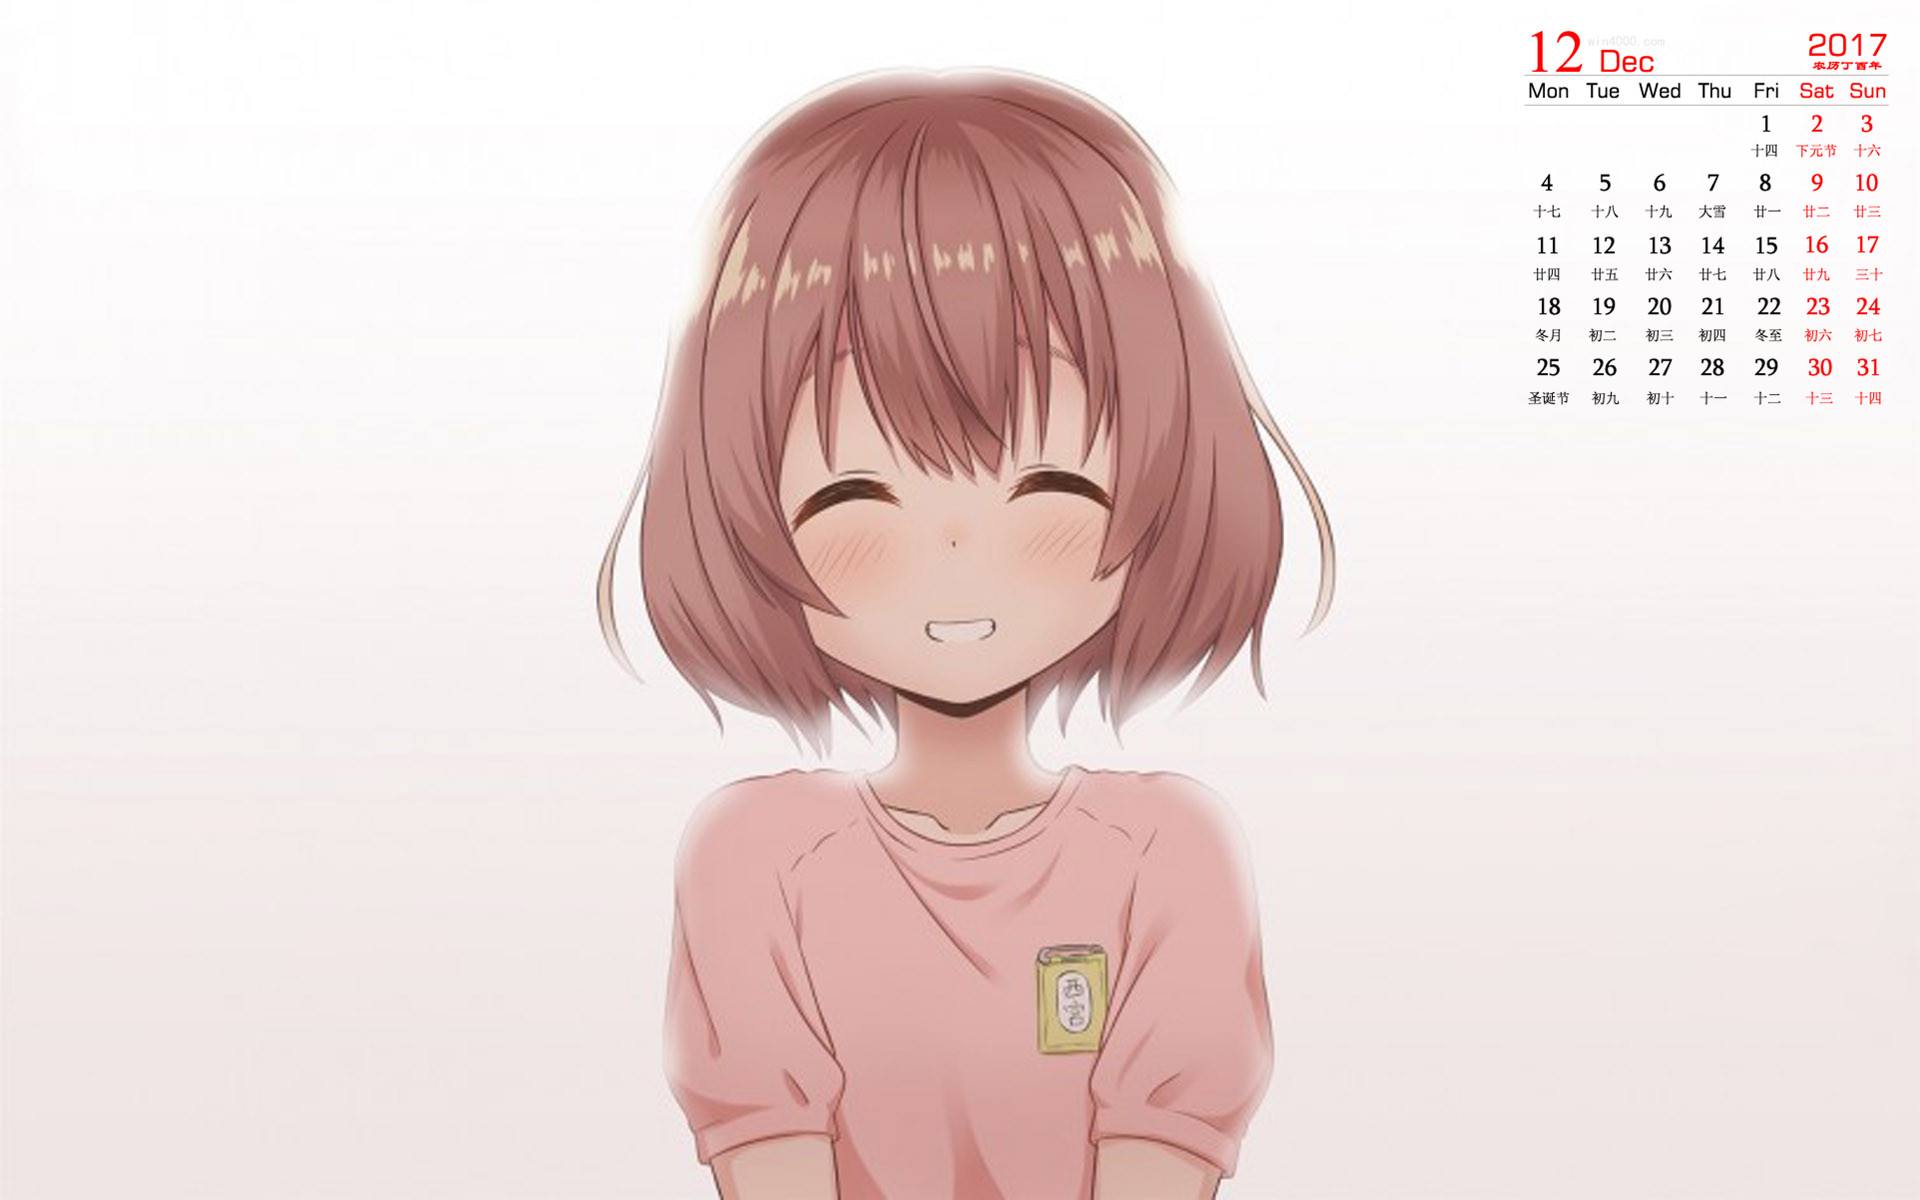 12 win4000.com 2017
Dec 农历丁酉年
Mon Tue Wed Thu Fri Sat Sun
1 2 3
十四 下元节 十六
4 5 6 7 8 9 10
十七 十八 十九 大雪 廿一 廿二 廿三
11 12 13 14 15 16 17
廿四 廿五 廿六 廿七 廿八 廿九 三十
18 19 20 21 22 23 24
冬月 初二 初三 初四 冬至 初六 初七
25 26 27 28 29 30 31
圣诞节 初九 初十 十一 十二 十三 十四
西宮